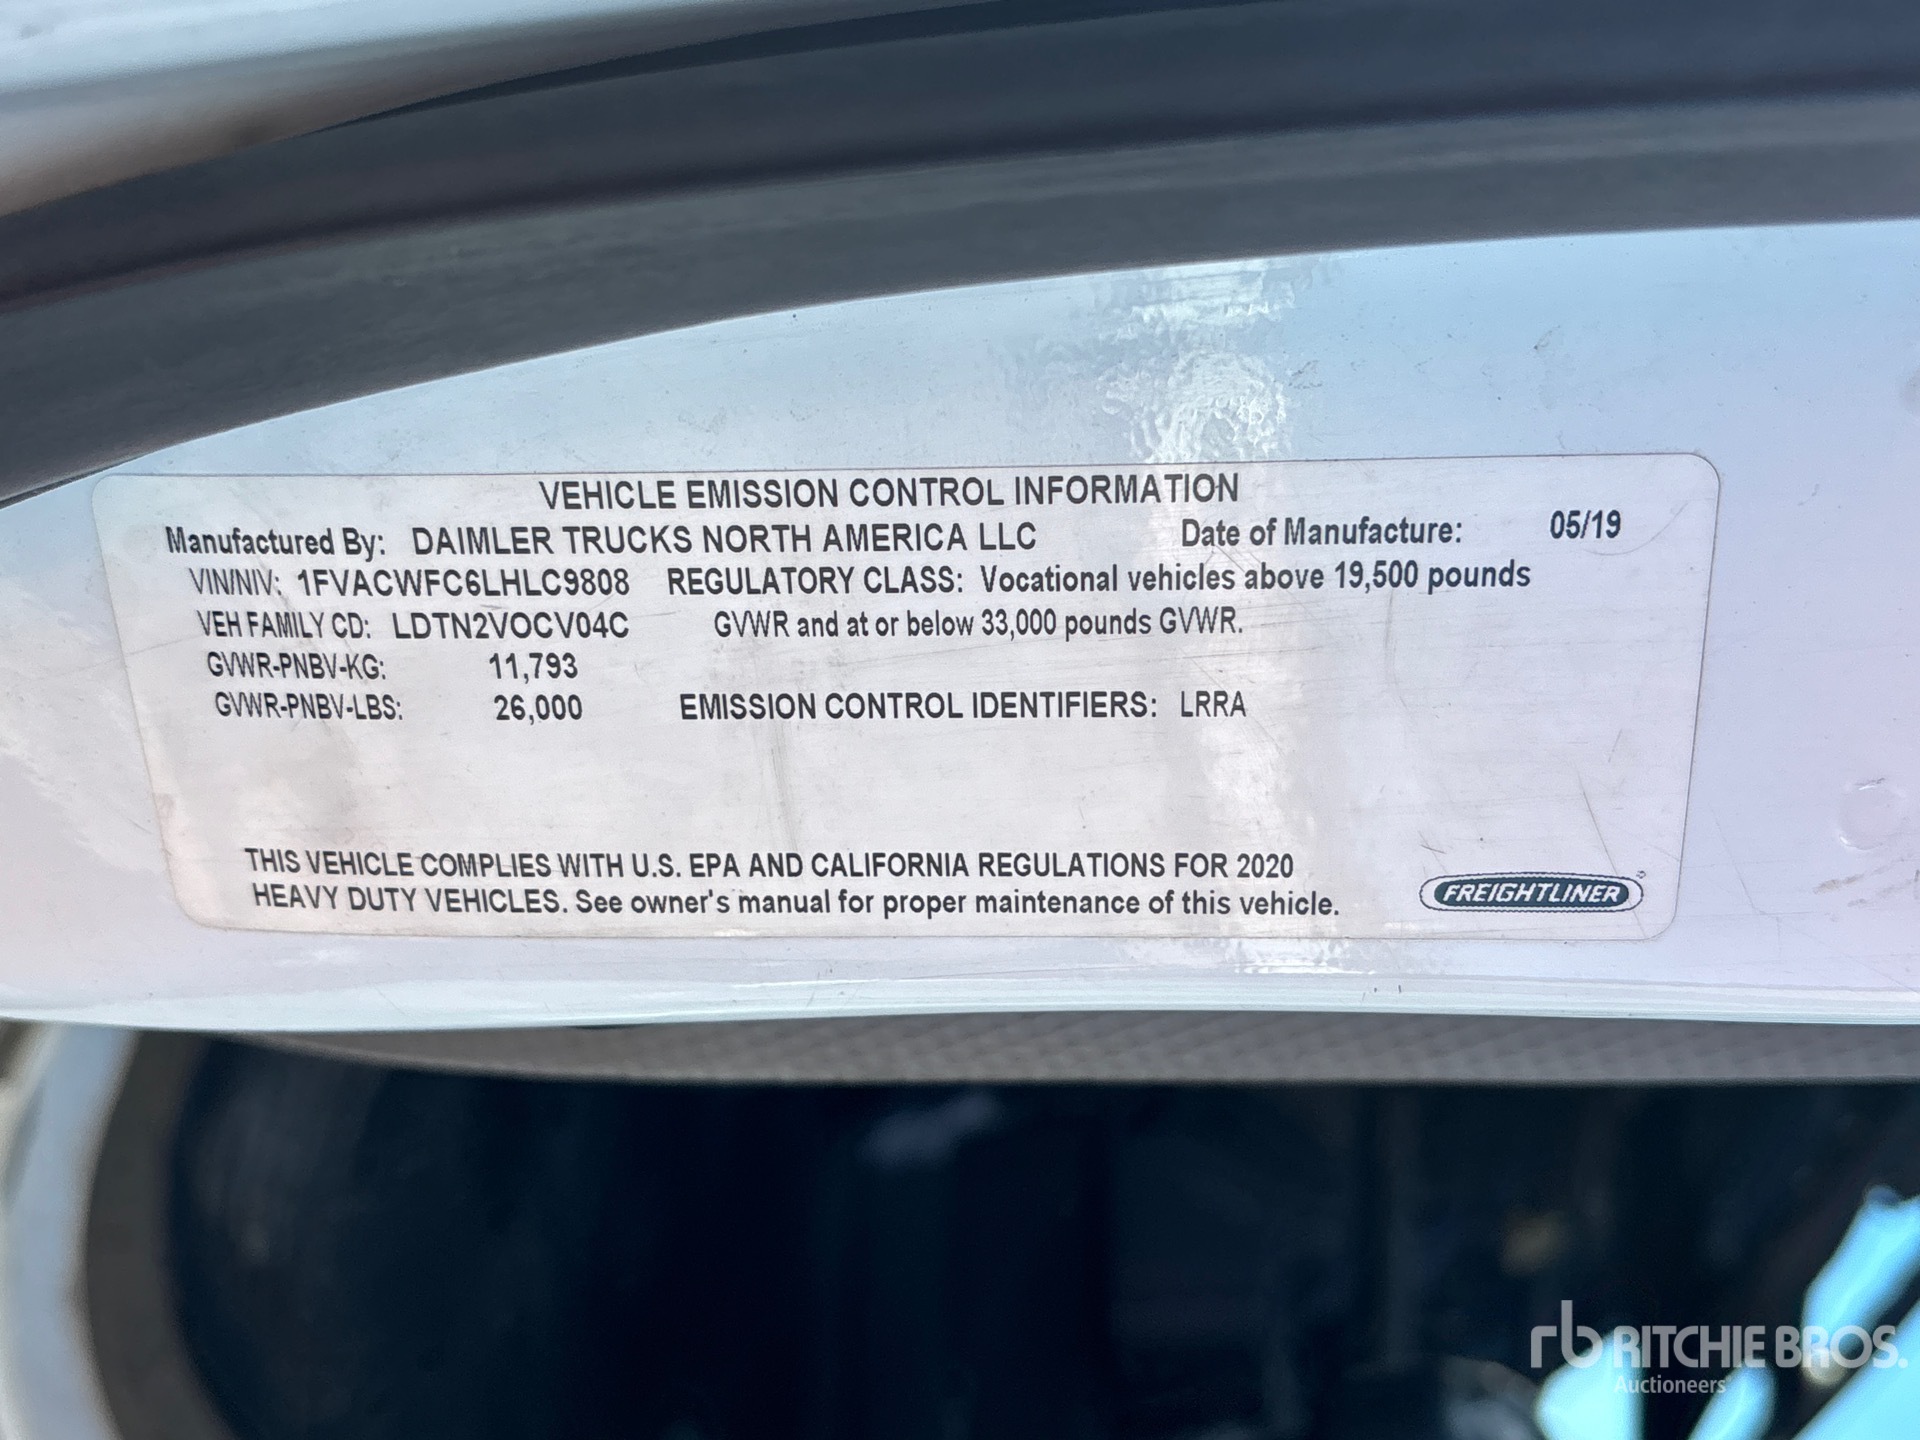 VEHICLE EMISSION CONTROL INFORMATION
Manufactured By: DAIMLER TRUCKS NORTH AMERICA LLC Date of Manufacture: 05/19
VIN/NIV: 1FVACWFC6LHLC9808 REGULATORY CLASS: Vocational vehicles above 19,500 pounds
VEH FAMILY CD: LDTN2VOCV04C GVWR and at or below 33,000 pounds GVWR.
GVWR-PNBV-KG: 11,793
GVWR-PNBV-LBS: 26,000 EMISSION CONTROL IDENTIFIERS: LRRA
THIS VEHICLE COMPLIES WITH U.S. EPA AND CALIFORNIA REGULATIONS FOR 2020
HEAVY DUTY VEHICLES. See owner's manual for proper maintenance of this vehicle.
FREIGHTLINER
rb RITCHIE BROS.
Auctioneers